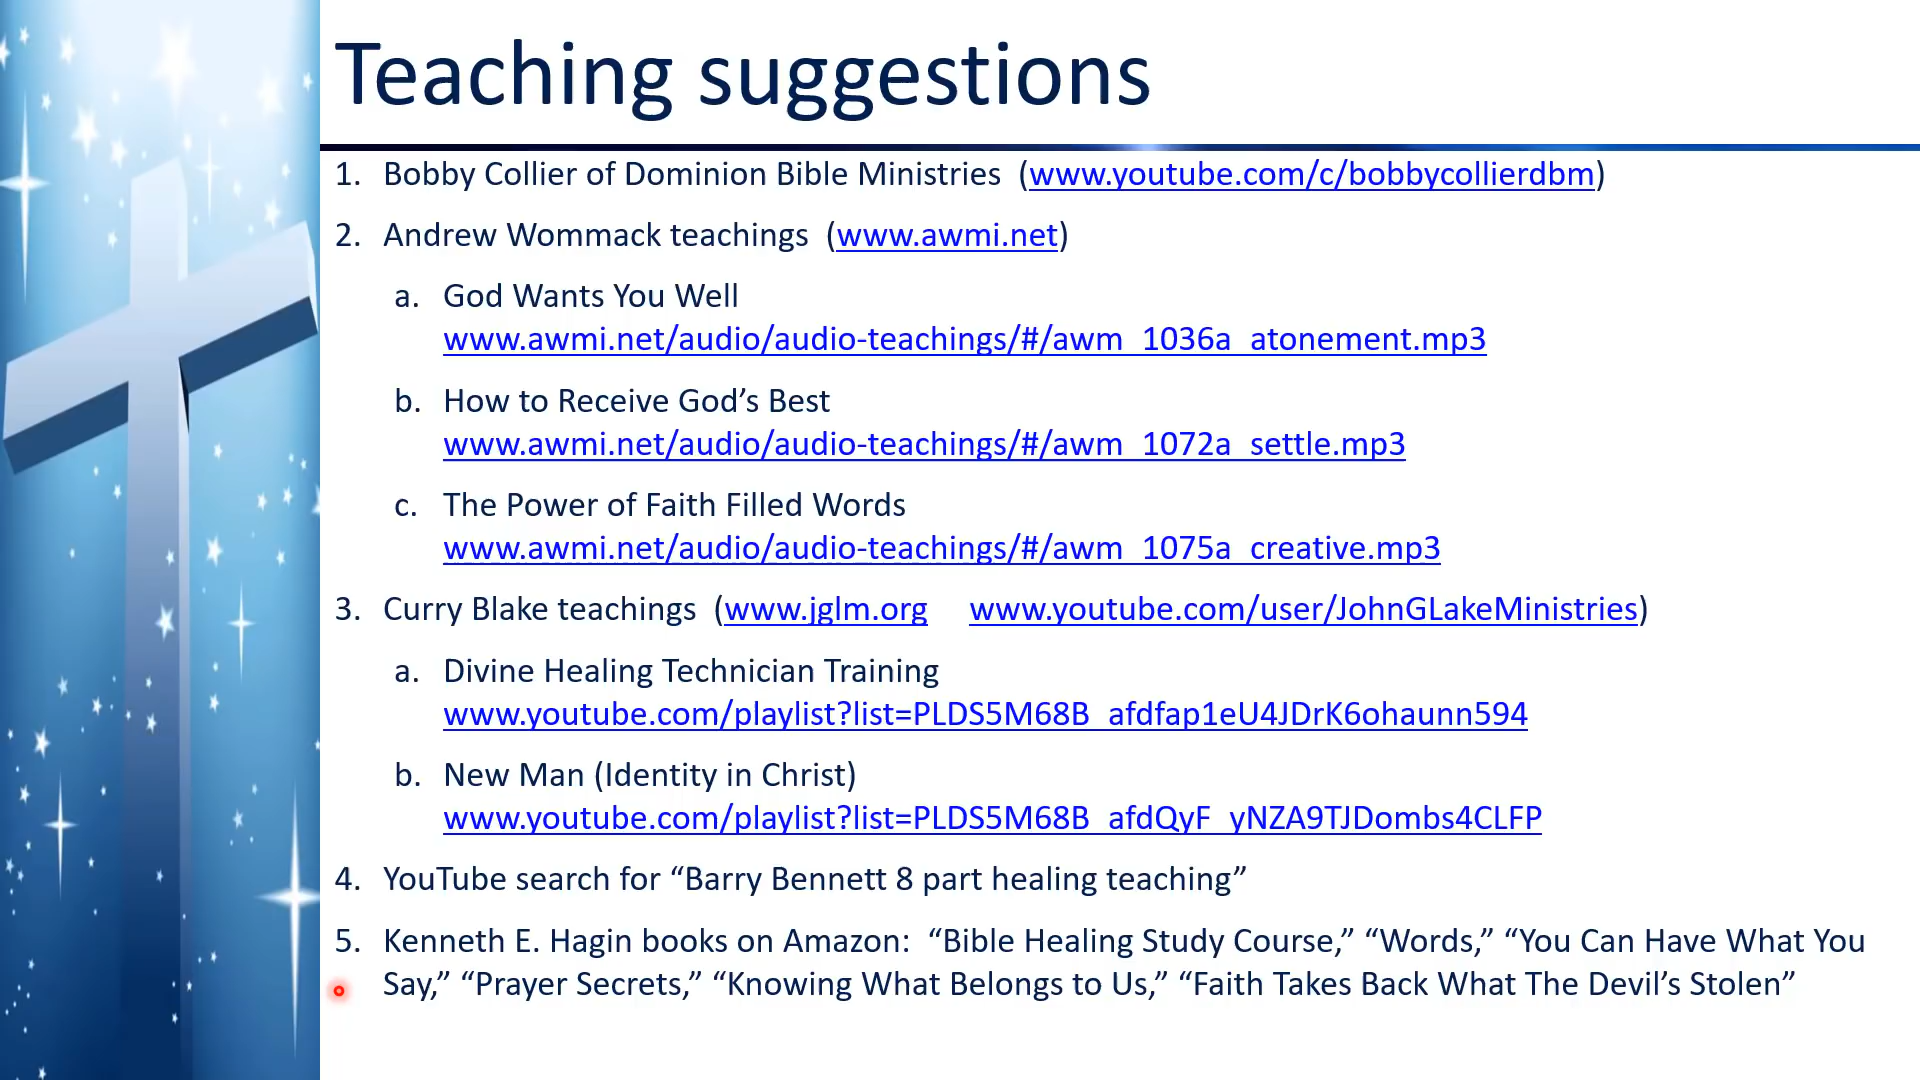 Teaching suggestions
1. Bobby Collier of Dominion Bible Ministries (www.youtube.com/c/bobbycollierdbm)
2. Andrew Wommack teachings (www.awmi.net)
a. God Wants You Well
www.awmi.net/audio/audio-teachings/#/awm_1036a_atonement.mp3
b. How to Receive God’s Best
www.awmi.net/audio/audio-teachings/#/awm_1072a_settle.mp3
c. The Power of Faith Filled Words
www.awmi.net/audio/audio-teachings/#/awm_1075a_creative.mp3
3. Curry Blake teachings (www.jglm.org www.youtube.com/user/JohnGLakeMinistries)
a. Divine Healing Technician Training
www.youtube.com/playlist?list=PLDS5M68B_afdfap1eU4JDrK6ohaunn594
b. New Man (Identity in Christ)
www.youtube.com/playlist?list=PLDS5M68B_afdQyF_yNZA9TJDombs4CLFP
4. YouTube search for “Barry Bennett 8 part healing teaching”
5. Kenneth E. Hagin books on Amazon: “Bible Healing Study Course,” “Words,” “You Can Have What You
Say,” “Prayer Secrets,” “Knowing What Belongs to Us,” “Faith Takes Back What The Devil’s Stolen”